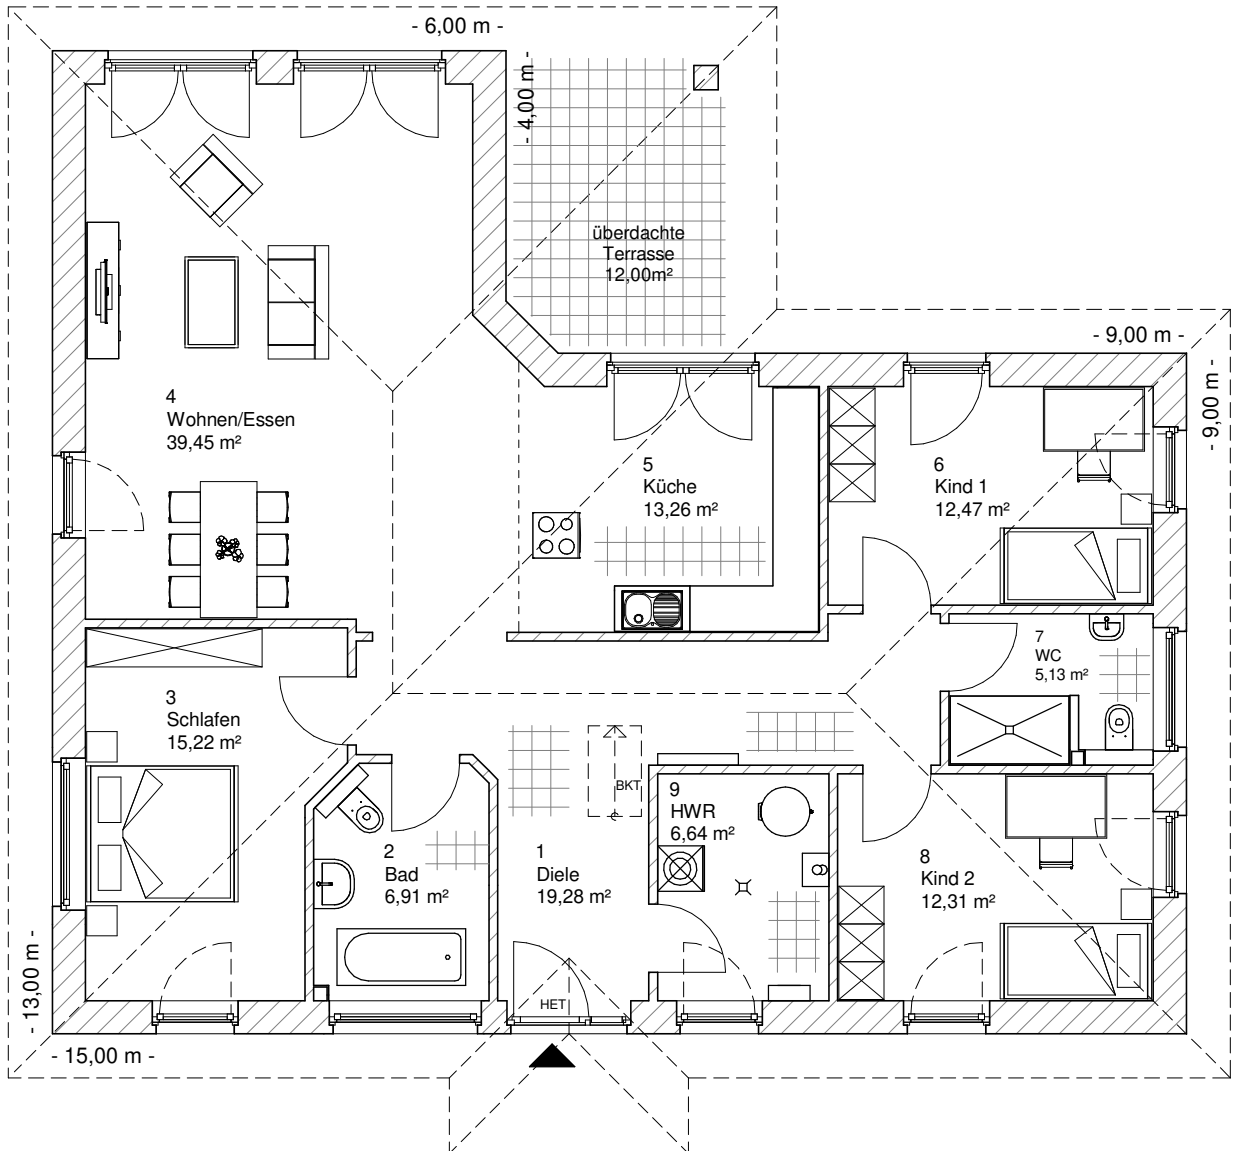 - 6,00 m -
- 4,00 m -
überdachte
Terrasse
12,00m²
- 9,00 m -
- 9,00 m -
4
Wohnen/Essen
39,45 m²
5
Küche
13,26 m²
6
Kind 1
12,47 m²
7
WC
5,13 m²
3
Schlafen
15,22 m²
BKT
9
HWR
6,64 m²
2
Bad
6,91 m²
1
Diele
19,28 m²
8
Kind 2
12,31 m²
HET
- 13,00 m -
- 15,00 m -